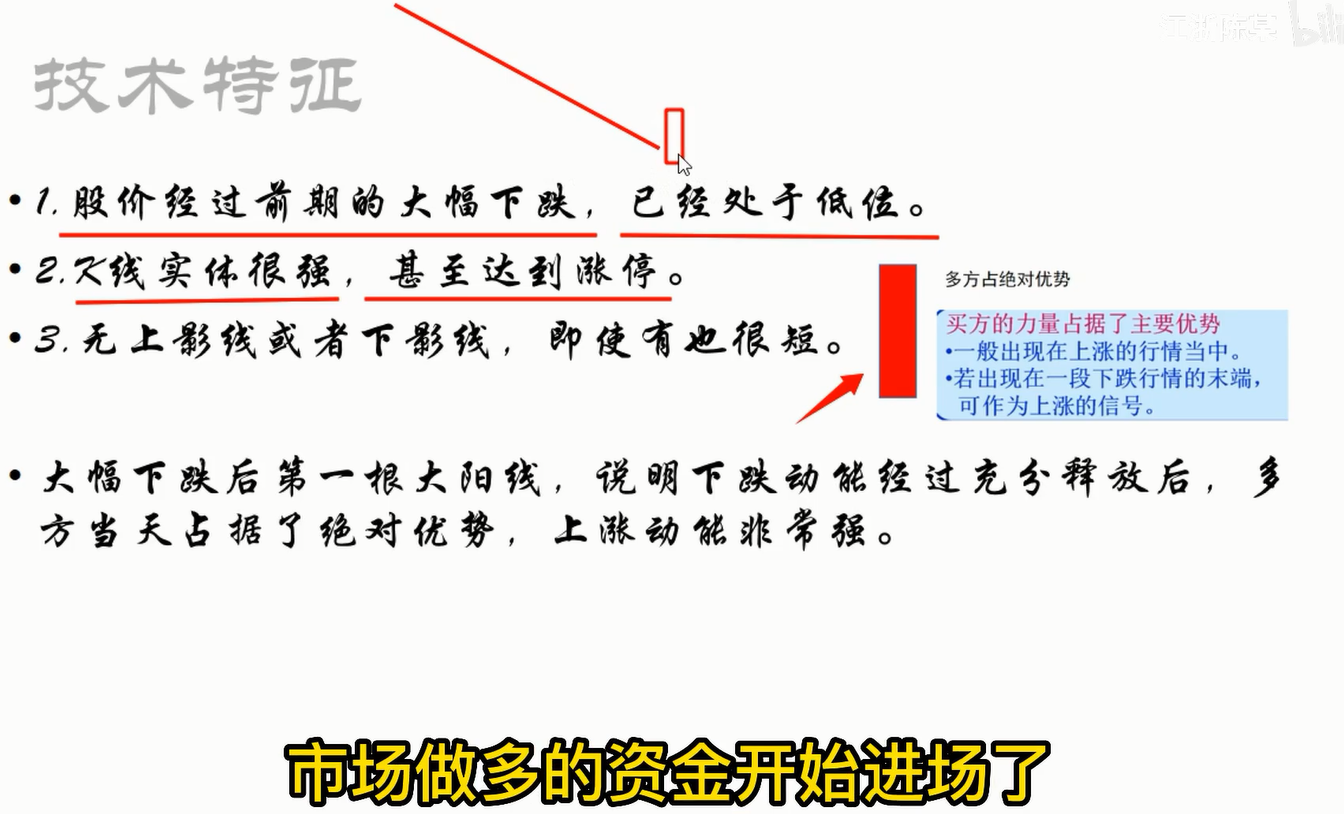 技术特征
• 1.股价经过前期的大幅下跌，已经处于低位。
• 2.K线实体很强，甚至达到涨停。
• 3.无上影线或者下影线，即使有也很短。
多方占绝对优势
买方的力量占据了主要优势
•一般出现在上涨的行情当中。
•若出现在一段下跌行情的末端，
可作为上涨的信号。
• 大幅下跌后第一根大阳线，说明下跌动能经过充分释放后，多
方当天占据了绝对优势，上涨动能非常强。
市场做多的资金开始进场了